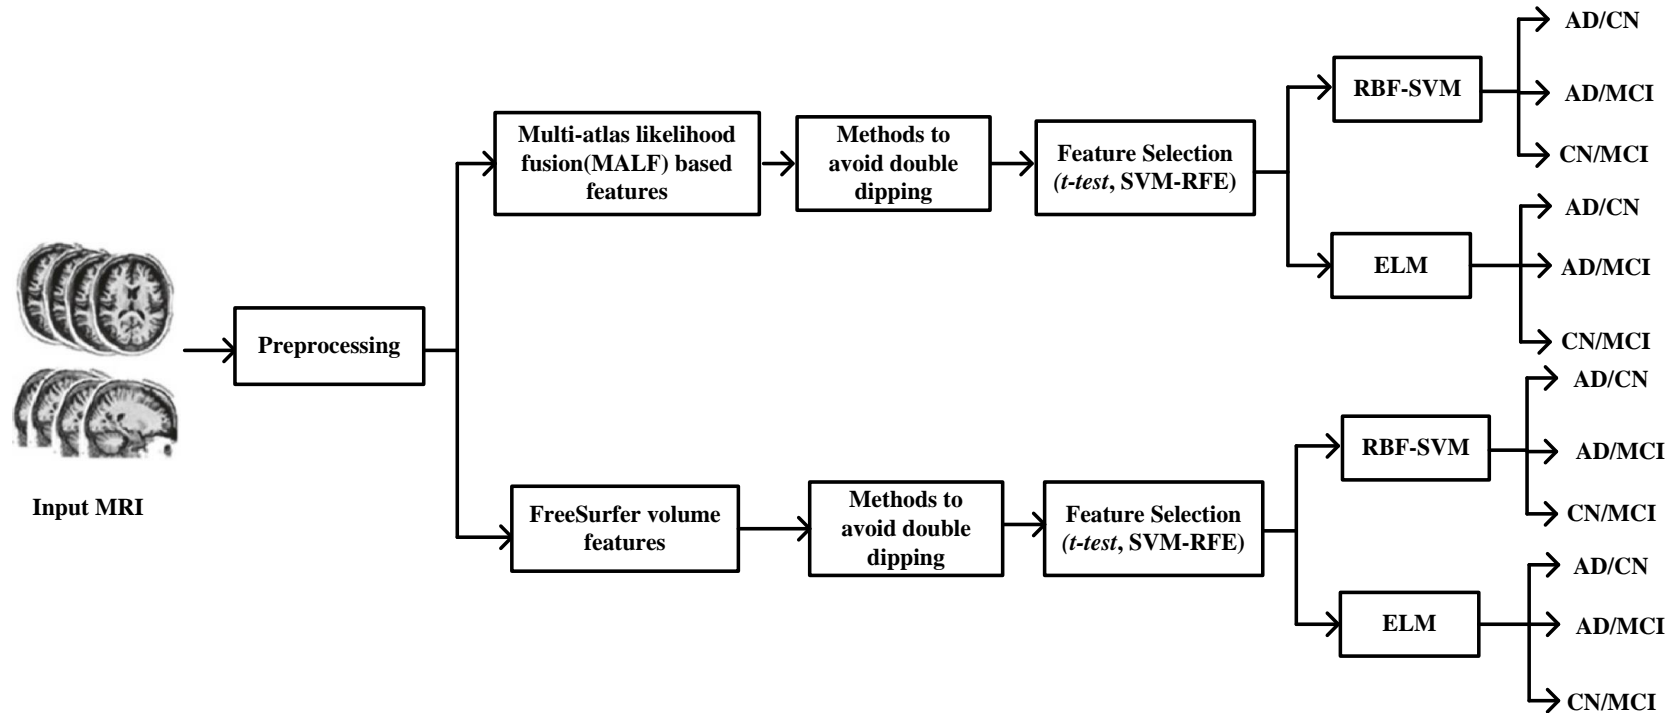 Input MRI
Preprocessing
Multi-atlas likelihood
fusion(MALF) based
features
Methods to
avoid double
dipping
Feature Selection
(t-test, SVM-RFE)
RBF-SVM
AD/CN
AD/MCI
CN/MCI
ELM
AD/CN
AD/MCI
CN/MCI
FreeSurfer volume
features
Methods to
avoid double
dipping
Feature Selection
(t-test, SVM-RFE)
RBF-SVM
AD/CN
AD/MCI
CN/MCI
ELM
AD/CN
AD/MCI
CN/MCI